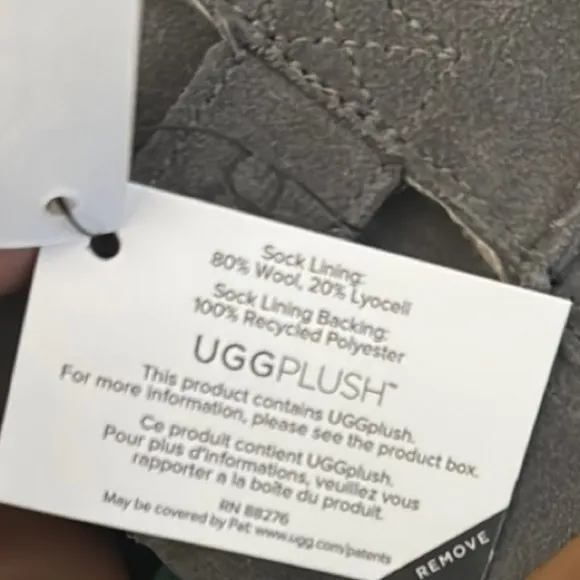 Sock Lining:
80% Wool, 20% Lyocell
Sock Lining Backing:
100% Recycled Polyester
UGGPLUSH™
This product contains UGGplush.
For more information, please see the product box.
Ce produit contient UGGplush.
Pour plus d'informations, veuillez vous
rapporter a la boîte du produit.
RN 88276
May be covered by Pat: www.ugg.com/patents
REMOVE